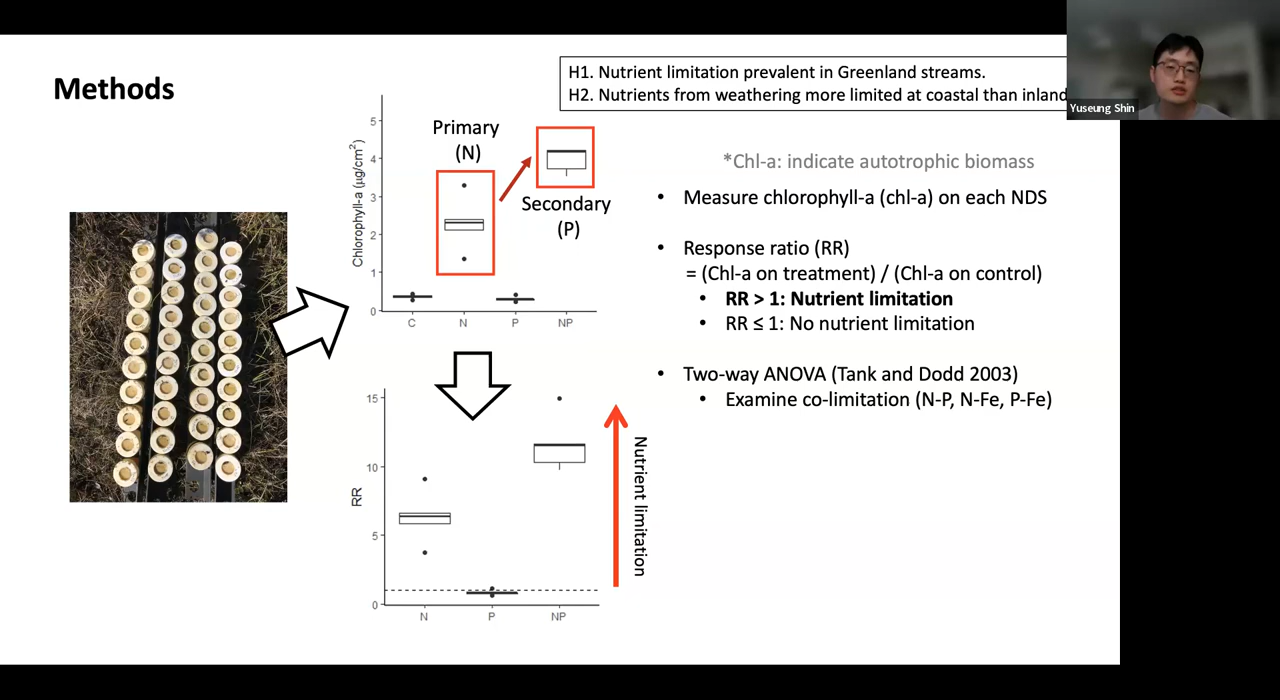 Methods
H1. Nutrient limitation prevalent in Greenland streams.
H2. Nutrients from weathering more limited at coastal than inland
Yuseung Shin
Primary
(N)
Secondary
(P)
Chlorophyll-a (µg/cm²)
5
4
3
2
1
0
C N P NP
*Chl-a: indicate autotrophic biomass
• Measure chlorophyll-a (chl-a) on each NDS
• Response ratio (RR)
= (Chl-a on treatment) / (Chl-a on control)
• RR > 1: Nutrient limitation
• RR ≤ 1: No nutrient limitation
• Two-way ANOVA (Tank and Dodd 2003)
• Examine co-limitation (N-P, N-Fe, P-Fe)
RR
15
10
5
0
N P NP
Nutrient limitation